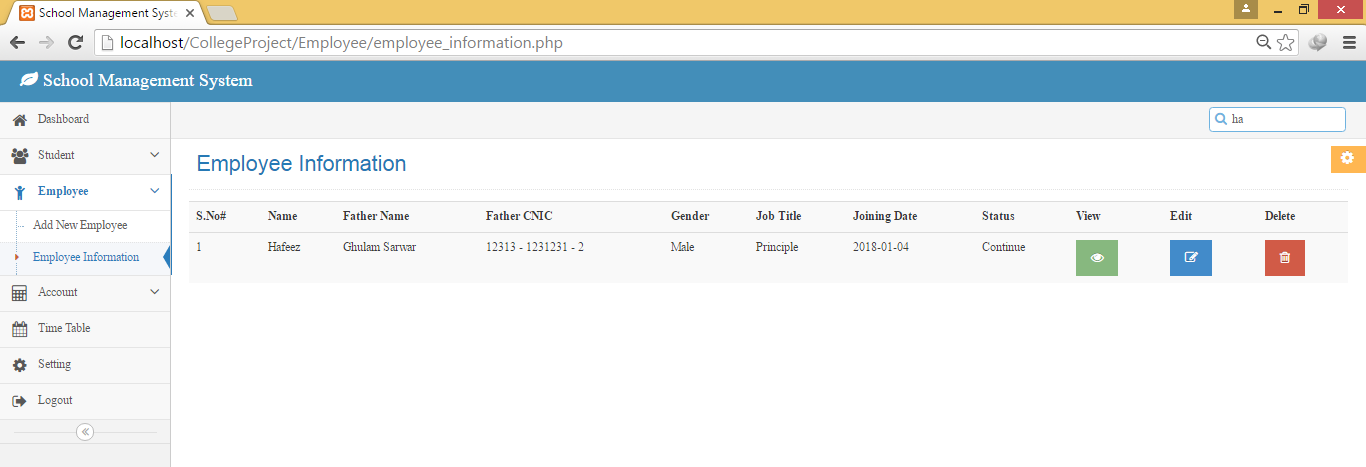 School Management Syst
localhost/CollegeProject/Employee/employee_information.php
School Management System
ha
Dashboard
Student
Employee
Add New Employee
Employee Information
Account
Time Table
Setting
Logout
Employee Information
S.No# Name Father Name Father CNIC Gender Job Title Joining Date Status View Edit Delete
1 Hafeez Ghulam Sarwar 12313 - 1231231 - 2 Male Principle 2018-01-04 Continue